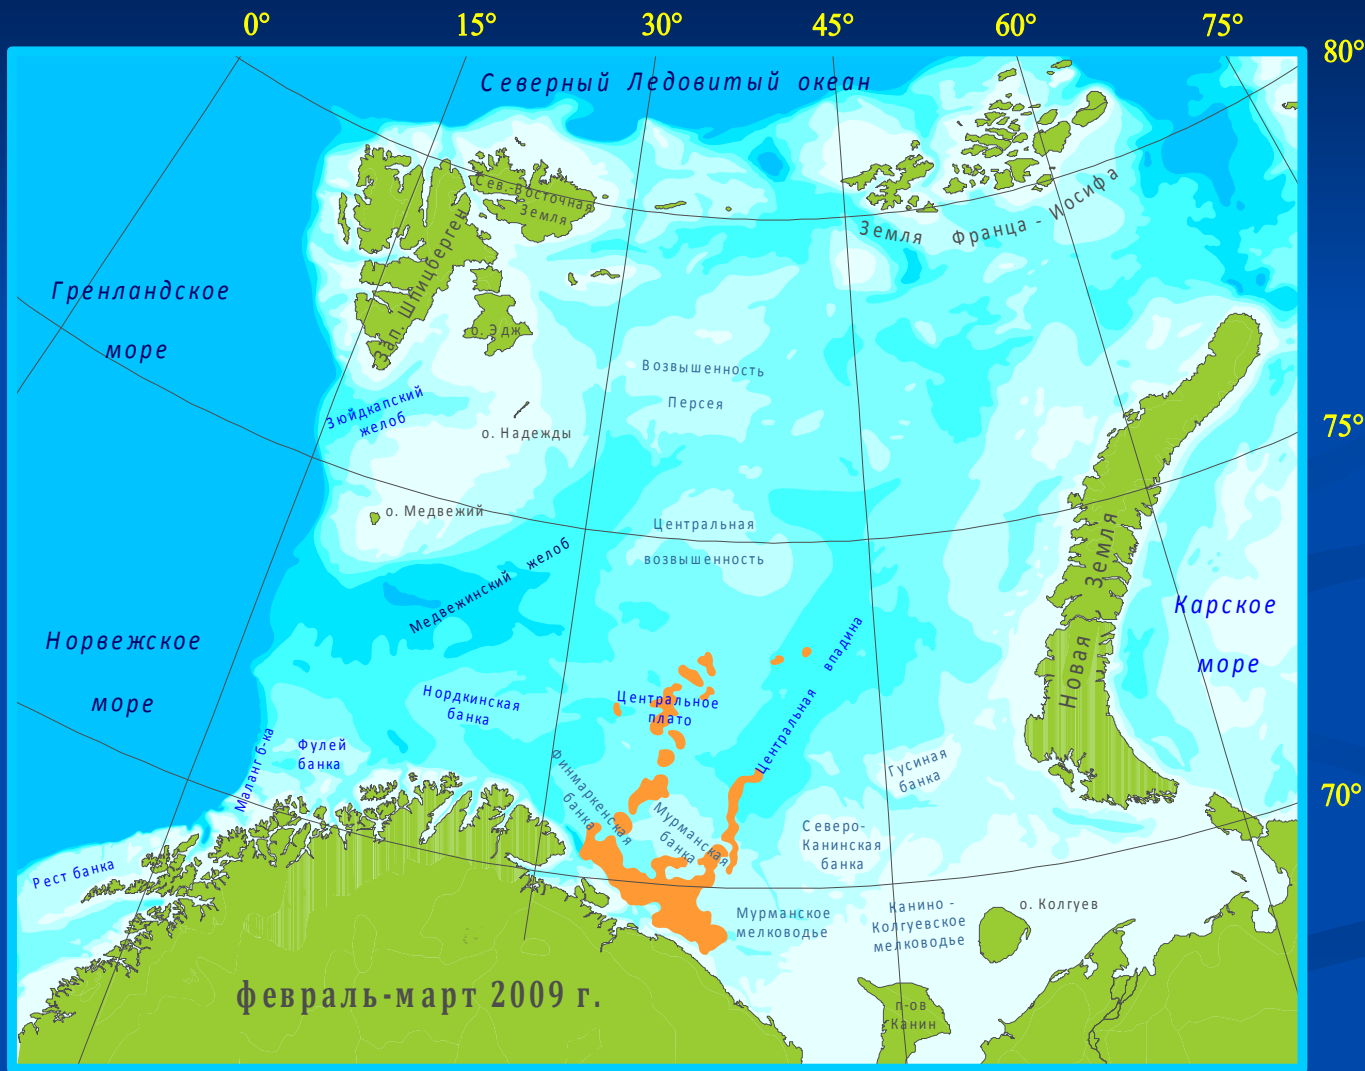 0° 15° 30° 45° 60° 75°
80°
Северный Ледовитый океан
Сев.-Восточная
Земля
Земля Франца - Иосифа
Зап. Шпицберген
Гренландское
море
о. Эдж
Возвышенность
Персея
Зюйдкапский
желоб
75°
о. Надежды
о. Медвежий
Центральная
возвышенность
Медвежинский желоб
Новая Земля
Карское
море
Норвежское
море
Центральная впадина
Нордкинская
банка
Центральное
плато
Фулей
банка
Маланг б-ка
Гусиная
банка
70°
Финмаркенская
банка
Мурманская
банка
Северо-
Канинская
банка
Рест банка
Мурманское
мелководье
Канино -
Колгуевское
мелководье
о. Колгуев
февраль-март 2009 г.
п-ов
Канин